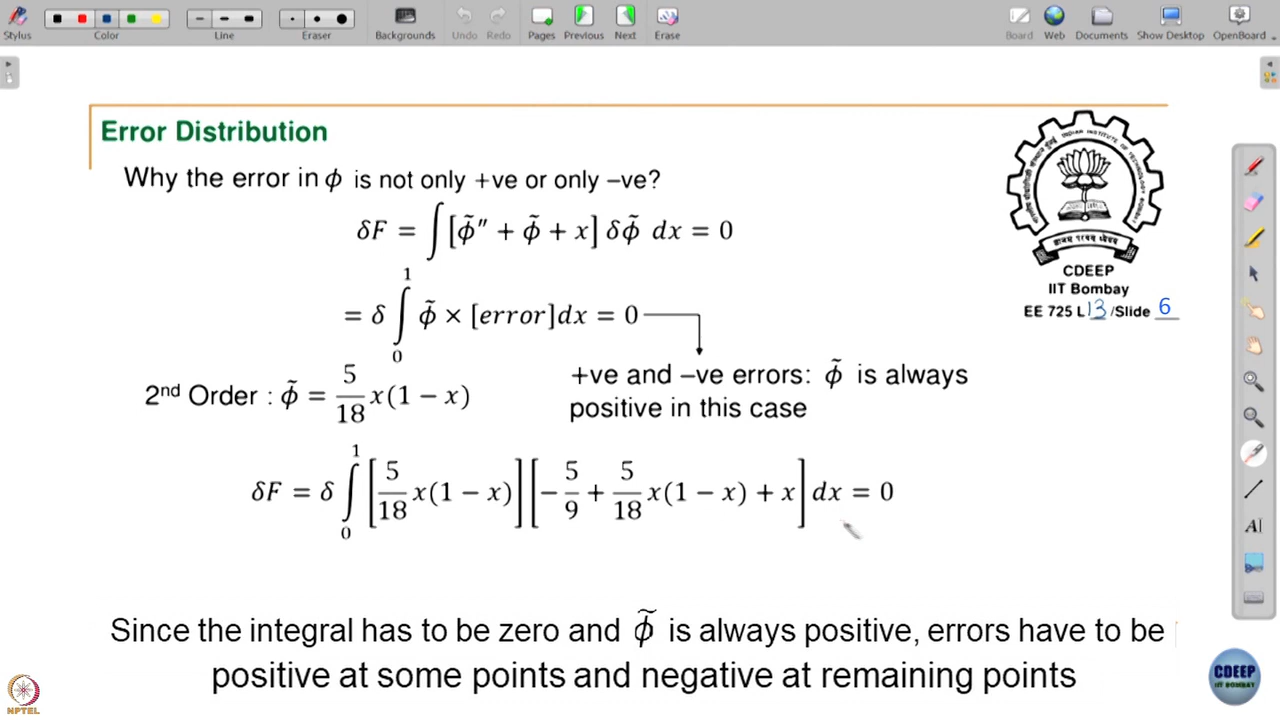 Stylus Color Line Eraser Backgrounds Undo Redo Pages Previous Next Erase Board Web Documents Show Desktop OpenBoard
Error Distribution
Why the error in ϕ is not only +ve or only –ve?
δF = ∫ [ϕ̃″ + ϕ̃ + x] δϕ̃ dx = 0
= δ ∫₀¹ ϕ̃ × [error]dx = 0
2nd Order : ϕ̃ = 5/18 x(1 − x)
+ve and –ve errors: ϕ̃ is always
positive in this case
δF = δ ∫₀¹ [5/18 x(1 − x)] [−5/9 + 5/18 x(1 − x) + x] dx = 0
Since the integral has to be zero and ϕ̃ is always positive, errors have to be
positive at some points and negative at remaining points
CDEEP
IIT Bombay
EE 725 L 13 /Slide 6
AI
NPTEL
CDEEP
IIT BOMBAY